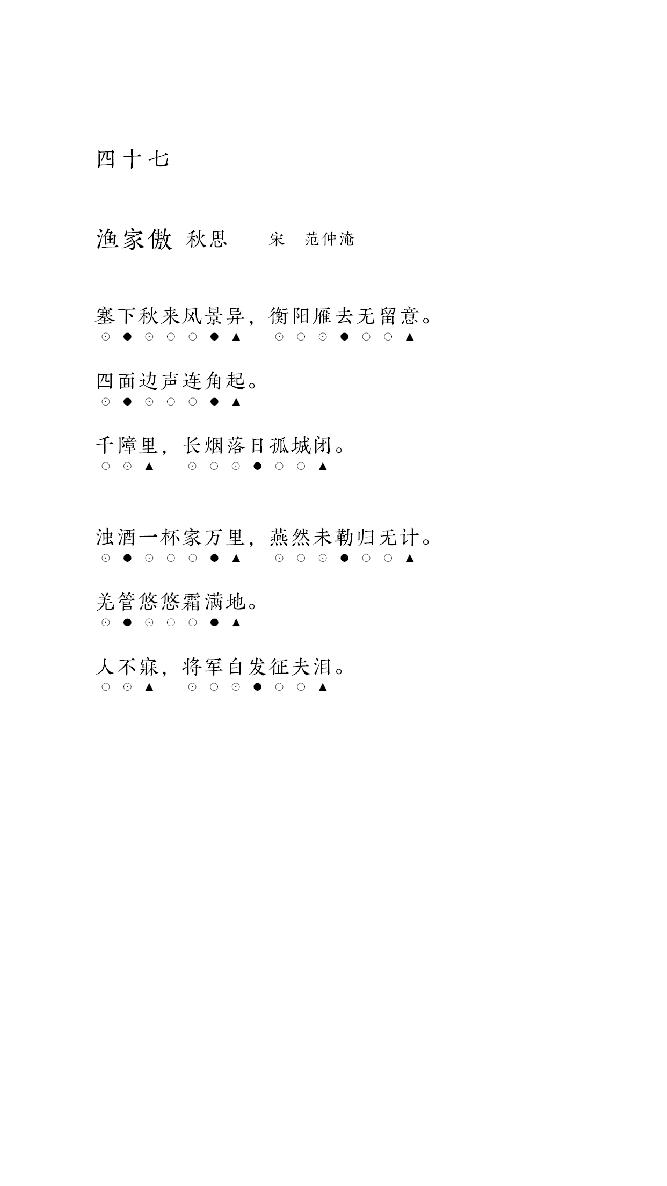 四十七
渔家傲 秋思 宋 范仲淹
塞下秋来风景异，衡阳雁去无留意。
⊙●⊙○○●▲ ⊙○⊙●○○▲
四面边声连角起。
⊙●⊙○○●▲
千障里，长烟落日孤城闭。
○⊙▲ ⊙○⊙●○○▲
浊酒一杯家万里，燕然未勒归无计。
⊙●⊙○○●▲ ⊙○⊙●○○▲
羌管悠悠霜满地。
⊙●⊙○○●▲
人不寐，将军白发征夫泪。
○⊙▲ ⊙○⊙●○○▲